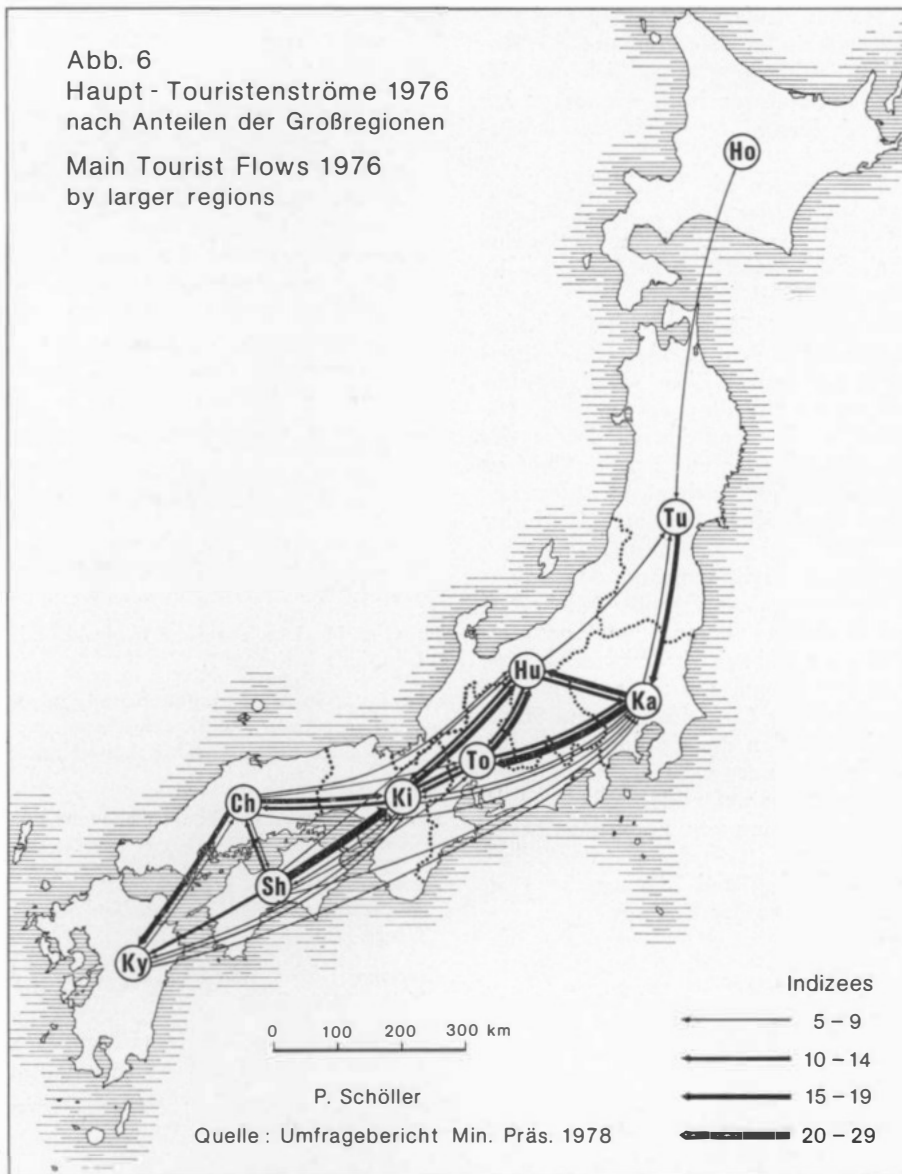 Abb. 6
Haupt - Touristenströme 1976
nach Anteilen der Großregionen
Main Tourist Flows 1976
by larger regions
Ho
Tu
Hu
Ka
To
Ch
Ki
Sh
Ky
Indizees
5 – 9
10 – 14
15 – 19
20 – 29
0 100 200 300 km
P. Schöller
Quelle : Umfragebericht Min. Präs. 1978